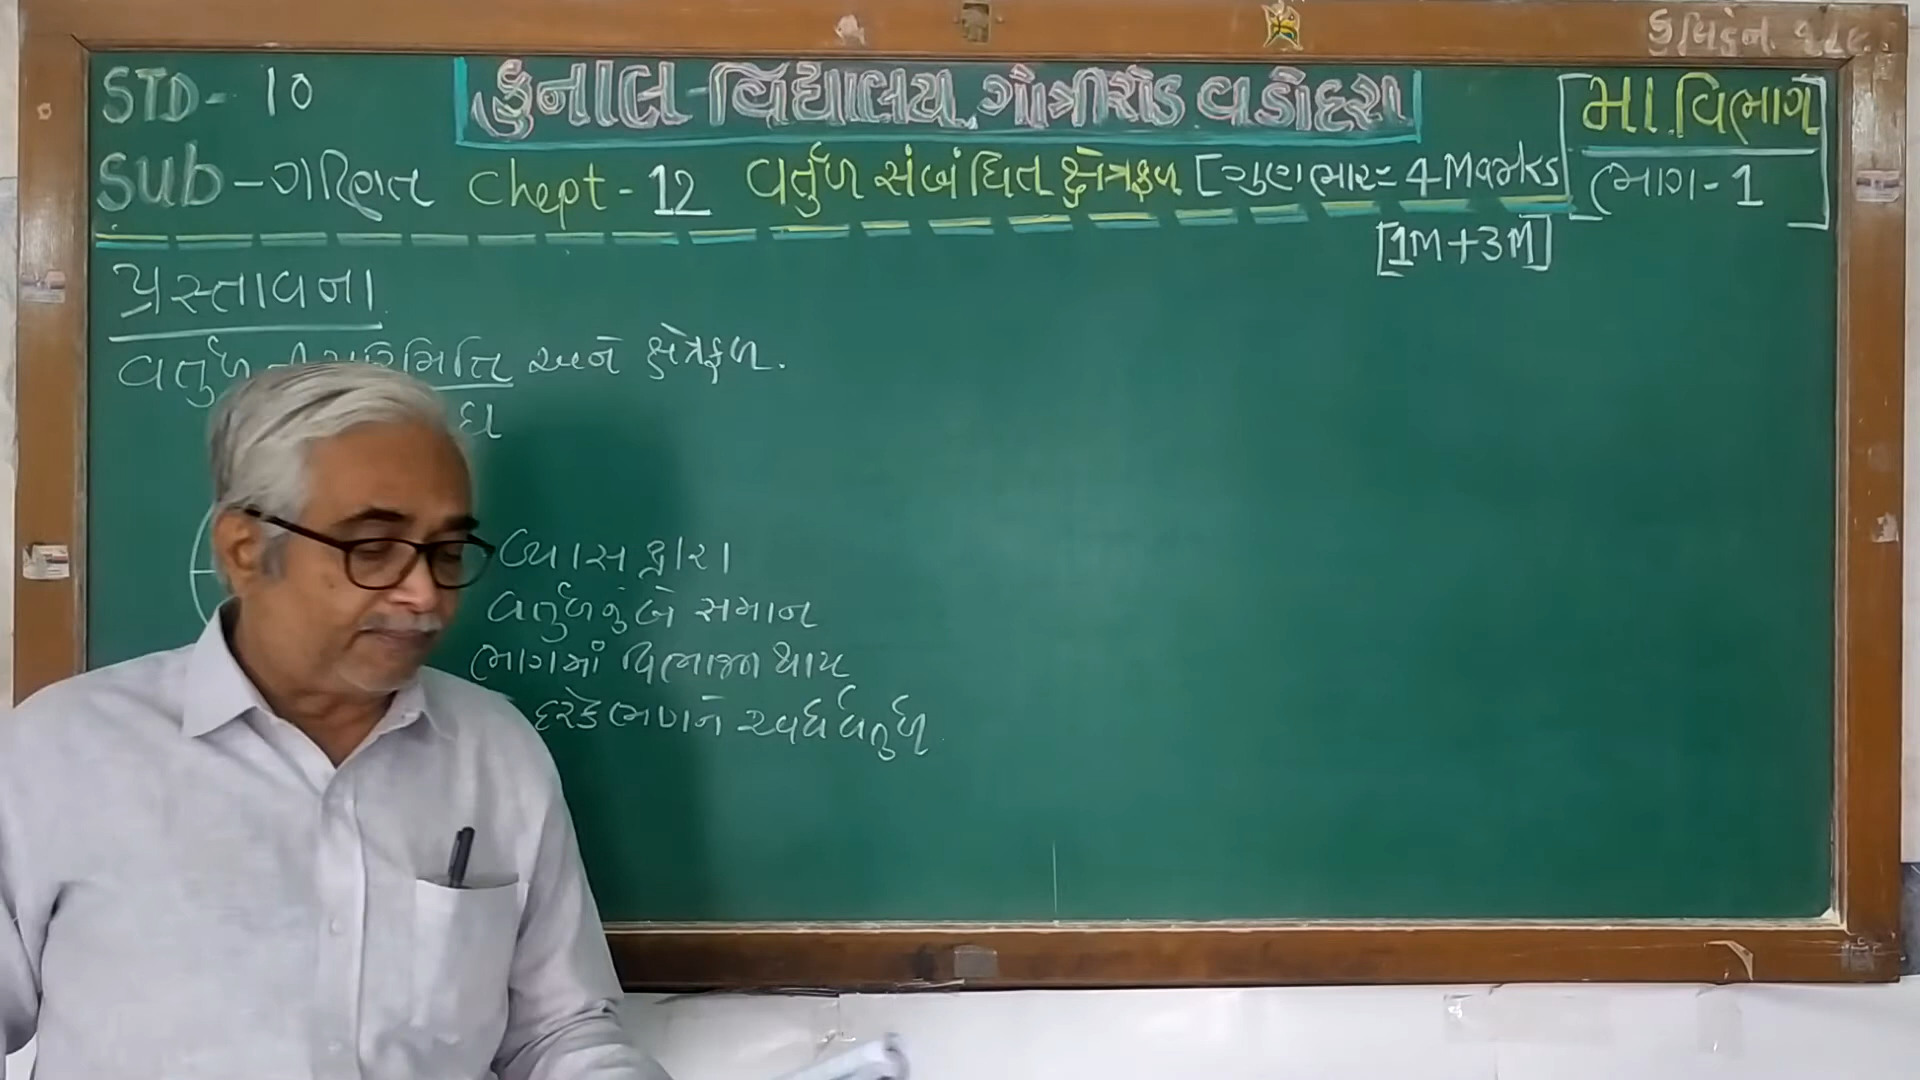 STD- 10
કુનાલ વિદ્યાલય ગોત્રીરોડ વડોદરા
મા.વિભાગ
Sub - ગણિત Chept - 12 વર્તુળ સંબંધિત ક્ષેત્રફળ [ગુણભાર = 4 Marks]
ભાગ - 1
[1M+3M]
પ્રસ્તાવના
વર્તુળની પરિમિતિ અને ક્ષેત્રફળ.
વ્યાસ દ્વારા
વર્તુળનું બે સમાન
ભાગમાં વિભાજન થાય
દરેક ભાગને અર્ધવર્તુળ